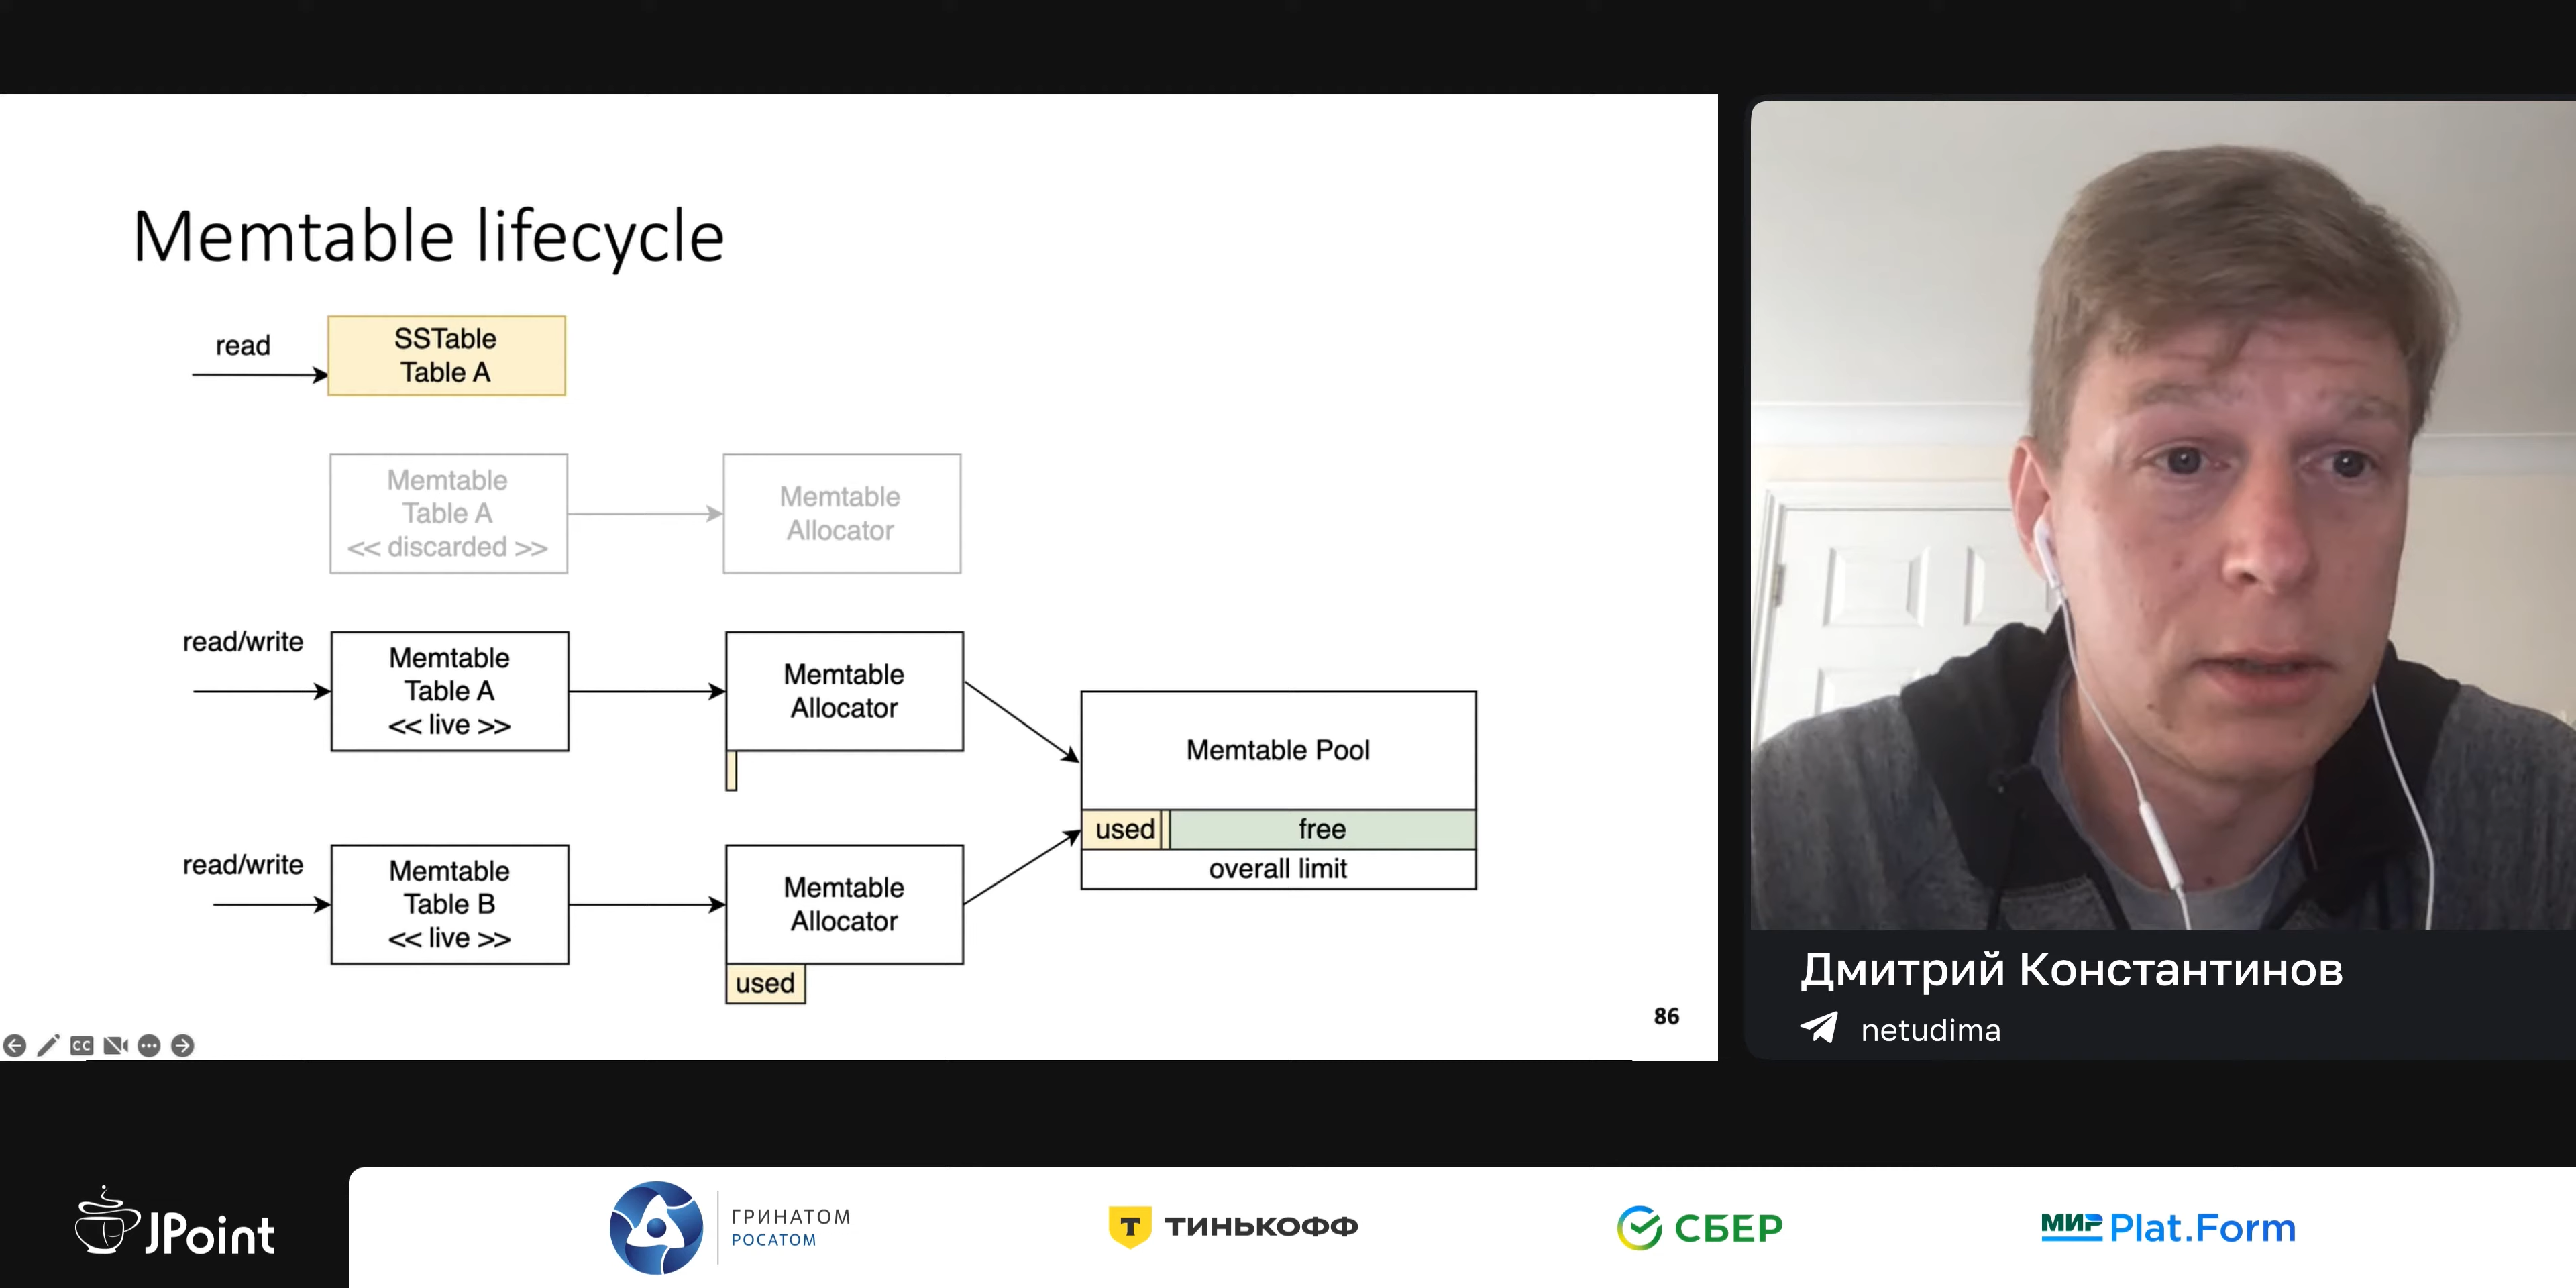 Memtable lifecycle
read
SSTable
Table A
Memtable
Table A
<< discarded >>
Memtable
Allocator
read/write
Memtable
Table A
<< live >>
Memtable
Allocator
Memtable Pool
used
free
overall limit
read/write
Memtable
Table B
<< live >>
Memtable
Allocator
used
86
CC
Дмитрий Константинов
netudima
JPoint
ГРИНАТОМ
РОСАТОМ
Т ТИНЬКОФФ
СБЕР
МИР Plat.Form